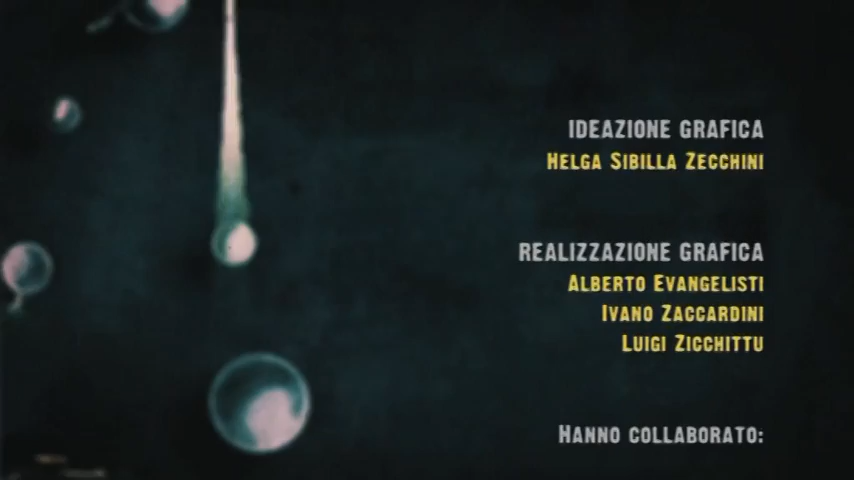 IDEAZIONE GRAFICA
HELGA SIBILLA ZECCHINI
REALIZZAZIONE GRAFICA
ALBERTO EVANGELISTI
IVANO ZACCARDINI
LUIGI ZICCHITTU
HANNO COLLABORATO: